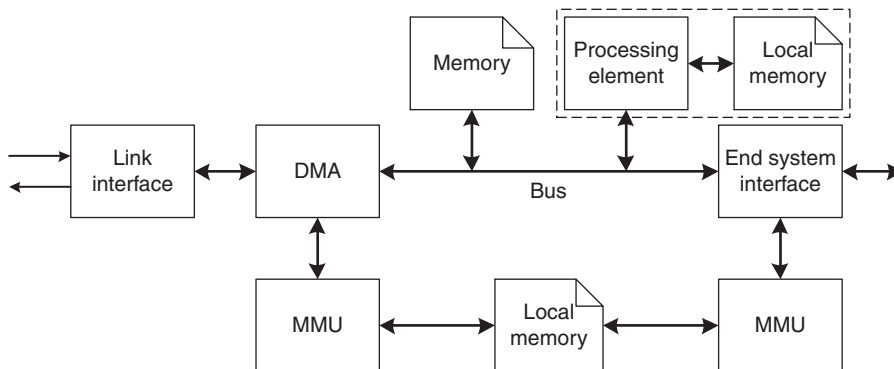 Memory
Processing
element
Local
memory
Link
interface
DMA
Bus
End system
interface
MMU
Local
memory
MMU